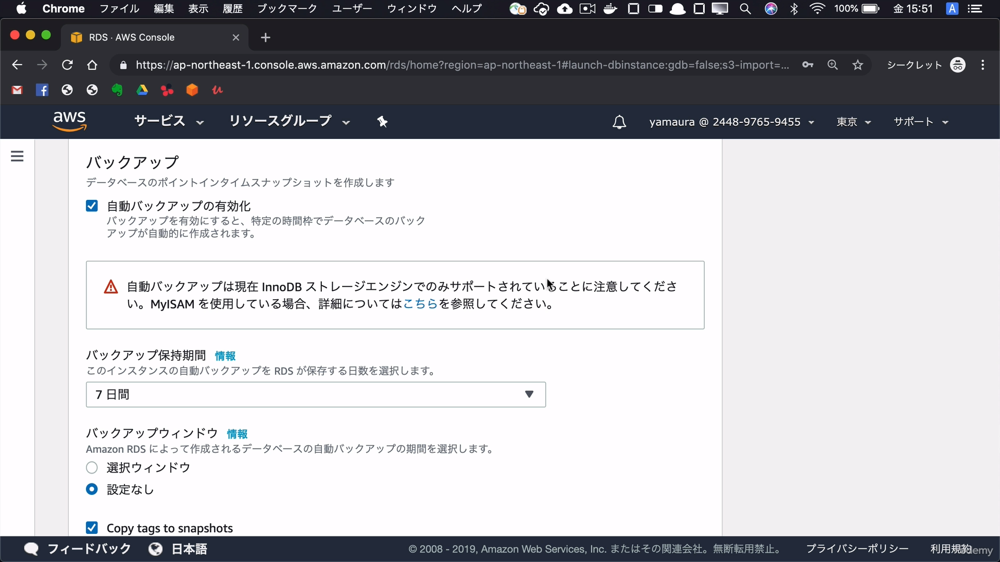 Chrome ファイル 編集 表示 履歴 ブックマーク ユーザー ウィンドウ ヘルプ 100% 金 15:51 A
RDS · AWS Console
https://ap-northeast-1.console.aws.amazon.com/rds/home?region=ap-northeast-1#launch-dbinstance:gdb=false;s3-import=... シークレット
aws サービス リソースグループ yamaura @ 2448-9765-9455 東京 サポート
バックアップ
データベースのポイントインタイムスナップショットを作成します
自動バックアップの有効化
バックアップを有効にすると、特定の時間枠でデータベースのバック
アップが自動的に作成されます。
自動バックアップは現在 InnoDB ストレージエンジンでのみサポートされていることに注意してくださ
い。MyISAM を使用している場合、詳細についてはこちらを参照してください。
バックアップ保持期間 情報
このインスタンスの自動バックアップを RDS が保存する日数を選択します。
7 日間
バックアップウィンドウ 情報
Amazon RDS によって作成されるデータベースの自動バックアップの期間を選択します。
選択ウィンドウ
設定なし
Copy tags to snapshots
フィードバック 日本語 © 2008 - 2019, Amazon Web Services, Inc. またはその関連会社。無断転用禁止。 プライバシーポリシー 利用規約
Udemy